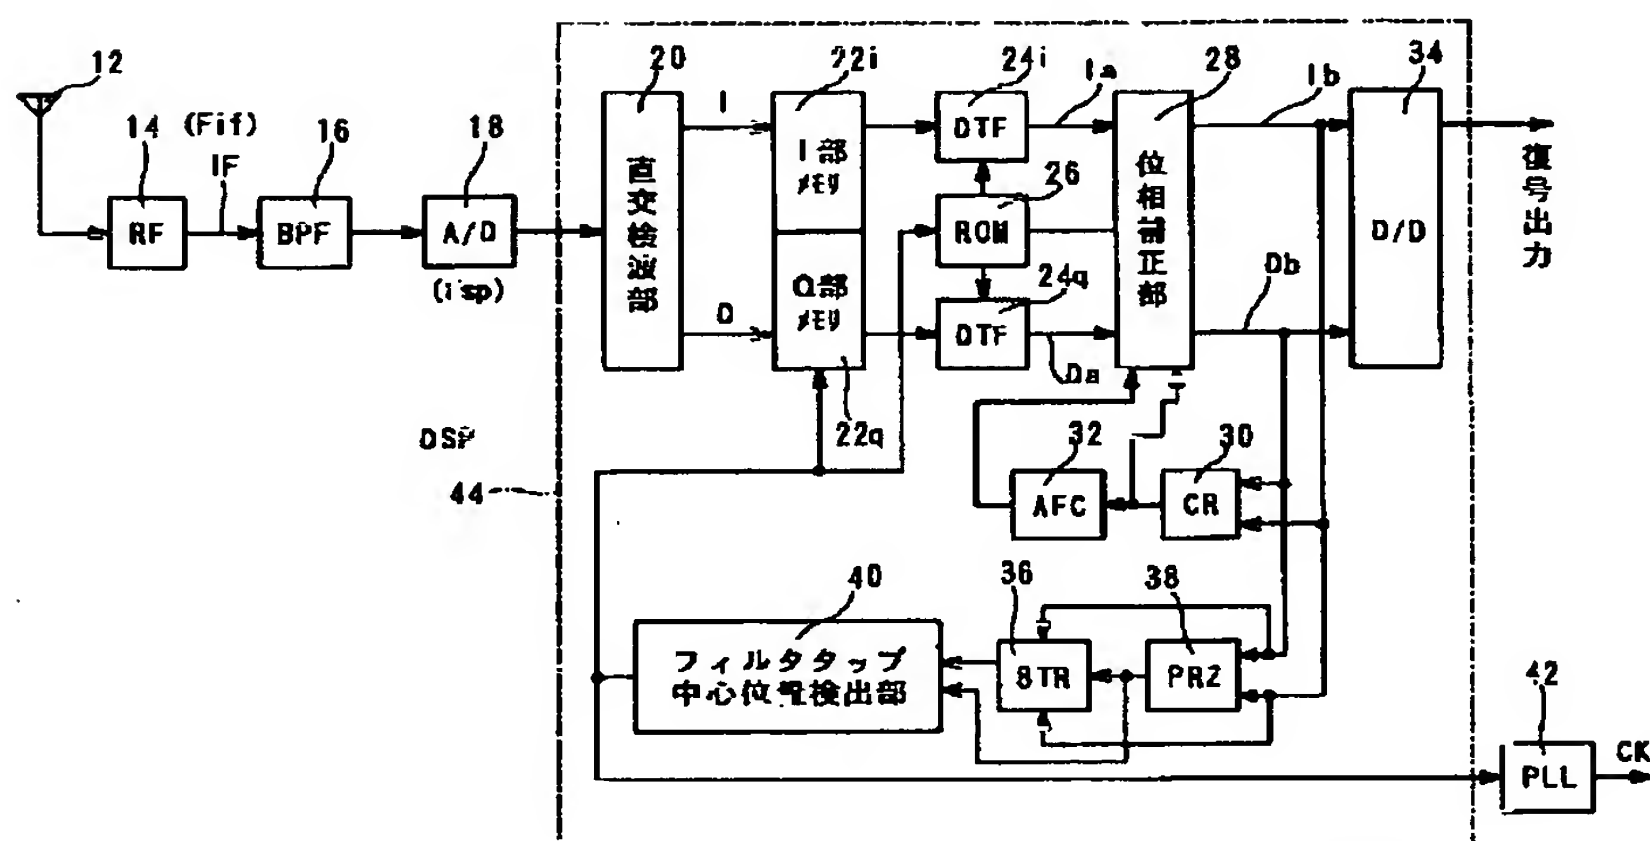 12
14
(Fif)
IF
16
18
20
22i
24i
Ia
28
Ib
34
RF
BPF
A/D
(fsp)
直交検波部
I
Q
I部
メモリ
Q部
メモリ
22q
DTF
26
ROM
24q
DTF
Qa
位相補正部
Qb
D/D
復号出力
DSP
44
32
AFC
30
CR
40
フィルタタップ
中心位置検出部
36
BTR
38
PRZ
42
PLL
CK